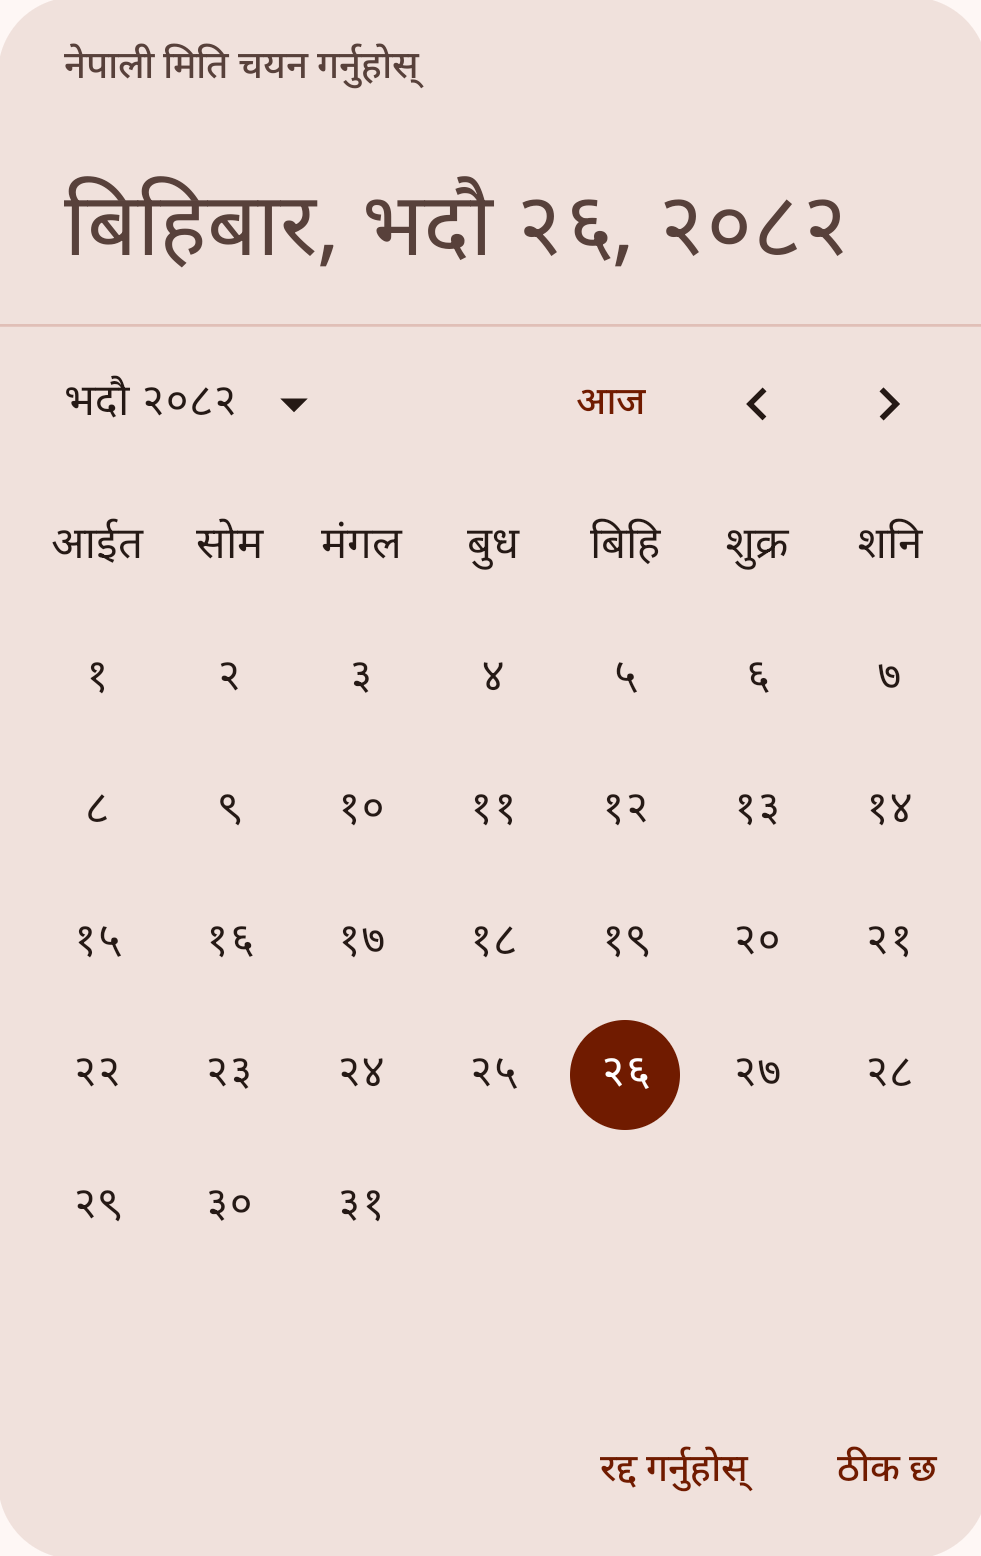 नेपाली मिति चयन गर्नुहोस्
बिहिबार, भदौ २६, २०८२
भदौ २०८२ आज
आईत सोम मंगल बुध बिहि शुक्र शनि
१ २ ३ ४ ५ ६ ७
८ ९ १० ११ १२ १३ १४
१५ १६ १७ १८ १९ २० २१
२२ २३ २४ २५ २६ २७ २८
२९ ३० ३१
रद्द गर्नुहोस् ठीक छ